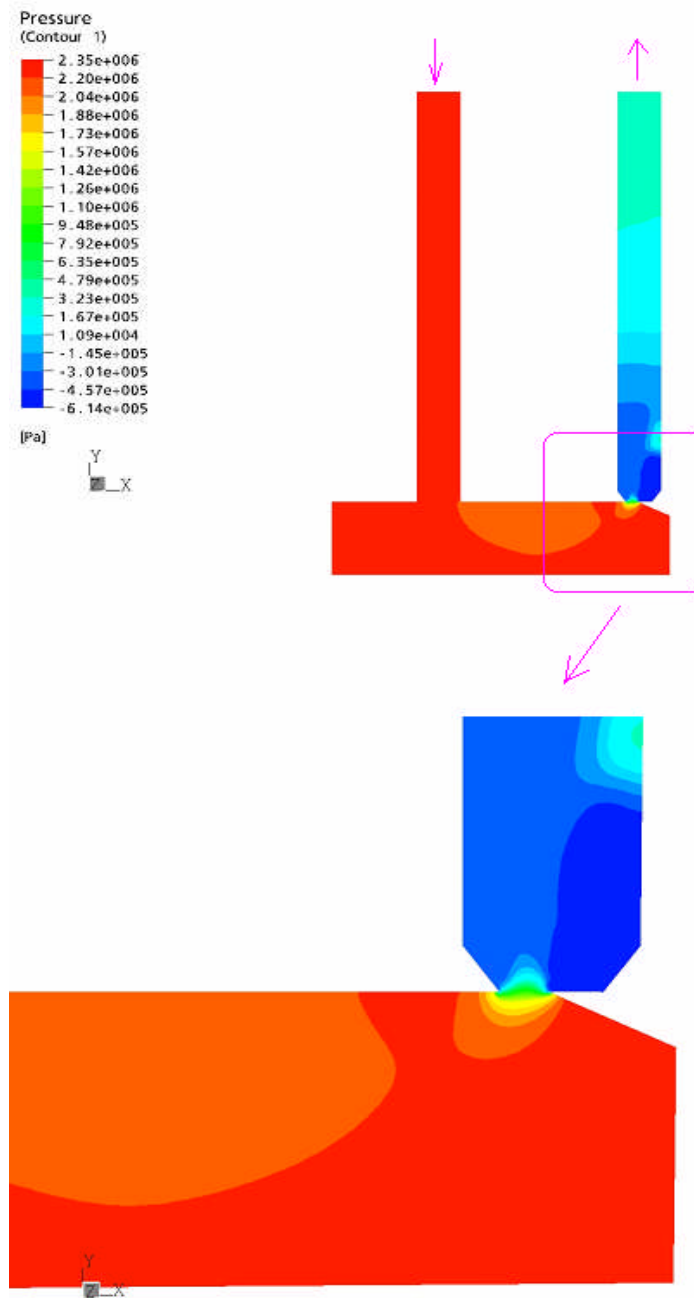 Pressure
(Contour 1)
2.35e+006
2.20e+006
2.04e+006
1.88e+006
1.73e+006
1.57e+006
1.42e+006
1.26e+006
1.10e+006
9.48e+005
7.92e+005
6.35e+005
4.79e+005
3.23e+005
1.67e+005
1.09e+004
-1.45e+005
-3.01e+005
-4.57e+005
-6.14e+005
[Pa]
Y
Z X
Y
Z X